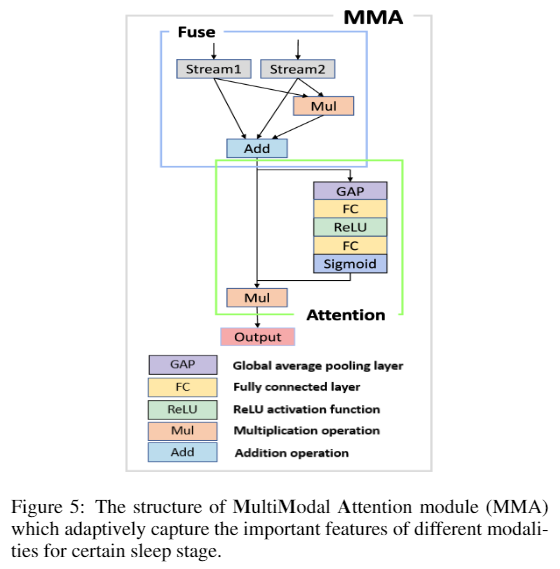 MMA
Fuse
Stream1 Stream2
Mul
Add
GAP
FC
ReLU
FC
Sigmoid
Mul
Attention
Output
GAP Global average pooling layer
FC Fully connected layer
ReLU ReLU activation function
Mul Multiplication operation
Add Addition operation
Figure 5: The structure of MultiModal Attention module (MMA)
which adaptively capture the important features of different modali-
ties for certain sleep stage.